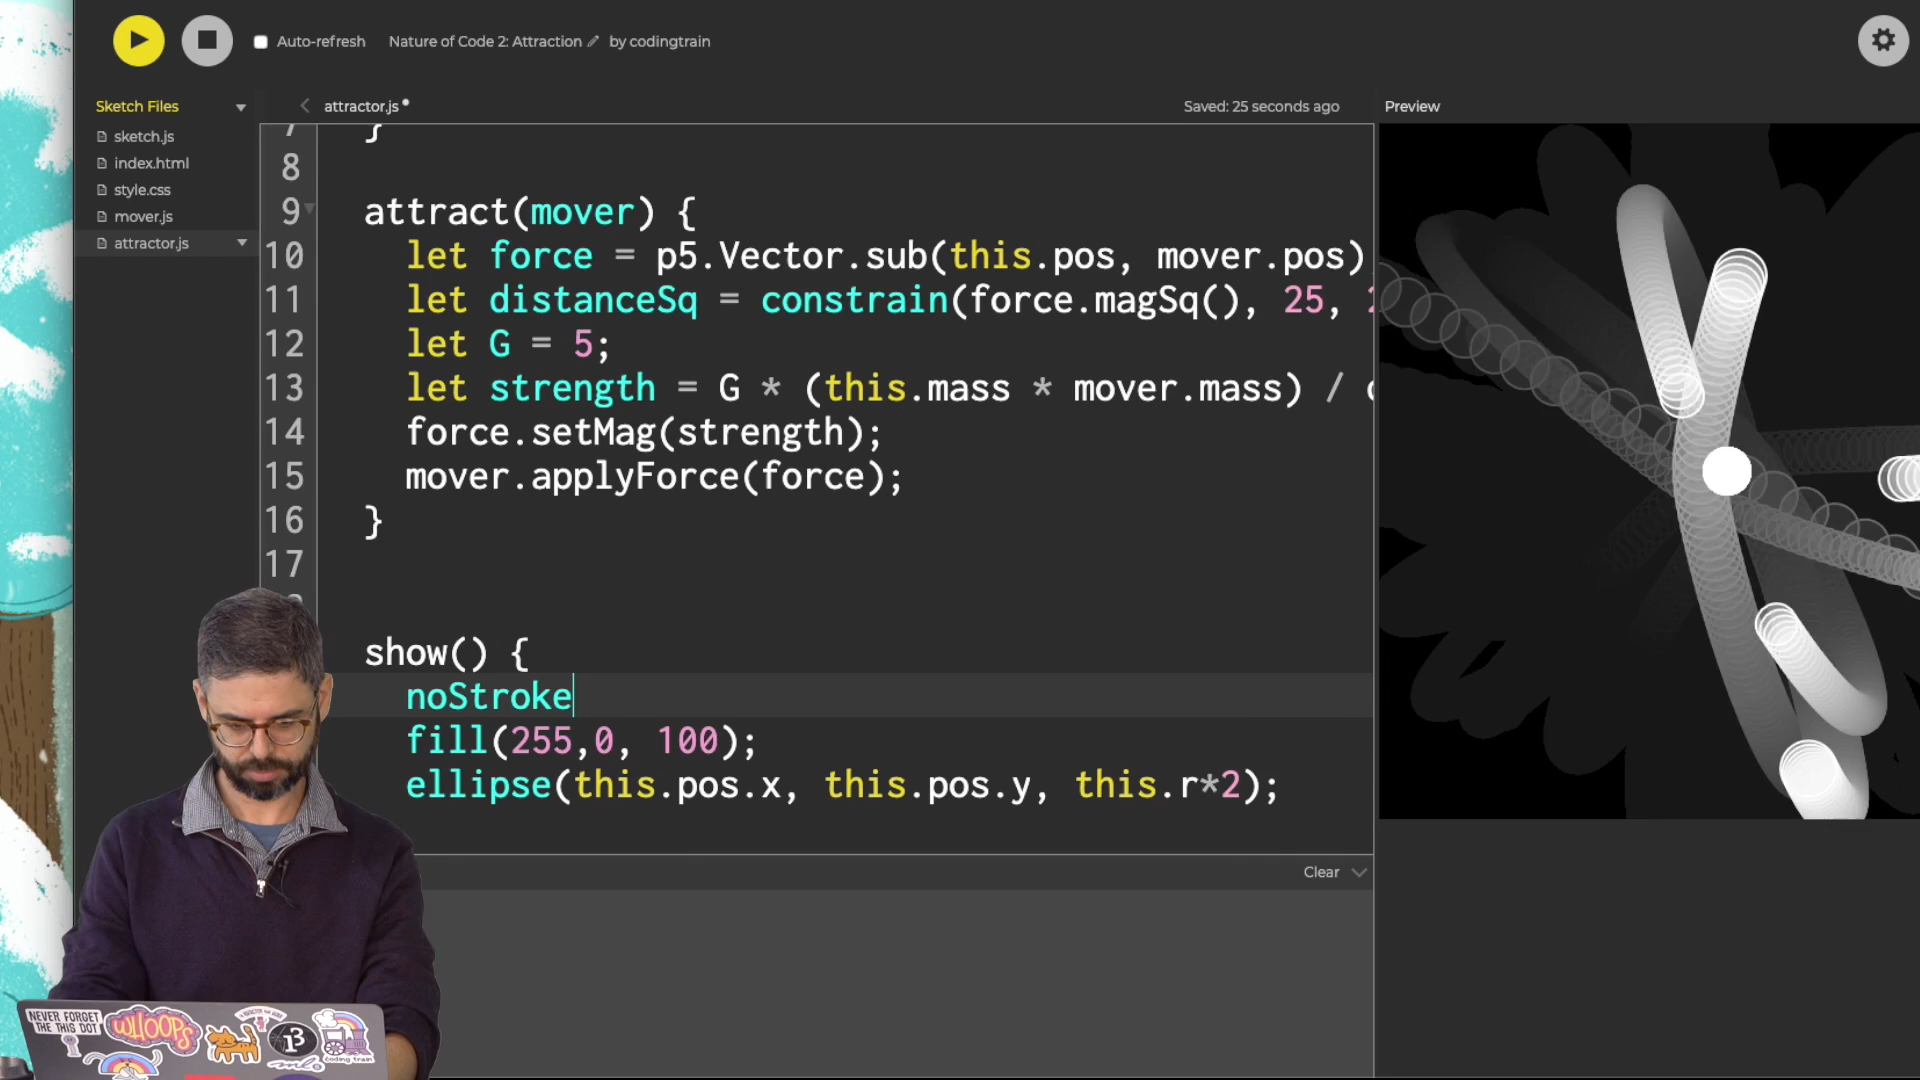 Auto-refresh Nature of Code 2: Attraction by codingtrain
Sketch Files
attractor.js
Saved: 25 seconds ago
Preview
sketch.js
index.html
style.css
mover.js
attractor.js
7 }
8
9 attract(mover) {
10 let force = p5.Vector.sub(this.pos, mover.pos)
11 let distanceSq = constrain(force.magSq(), 25,
12 let G = 5;
13 let strength = G * (this.mass * mover.mass) /
14 force.setMag(strength);
15 mover.applyForce(force);
16 }
17
show() {
noStroke
fill(255,0, 100);
ellipse(this.pos.x, this.pos.y, this.r*2);
Clear
NEVER FORGET
THE THIS DOT
WHOOPS
coding train